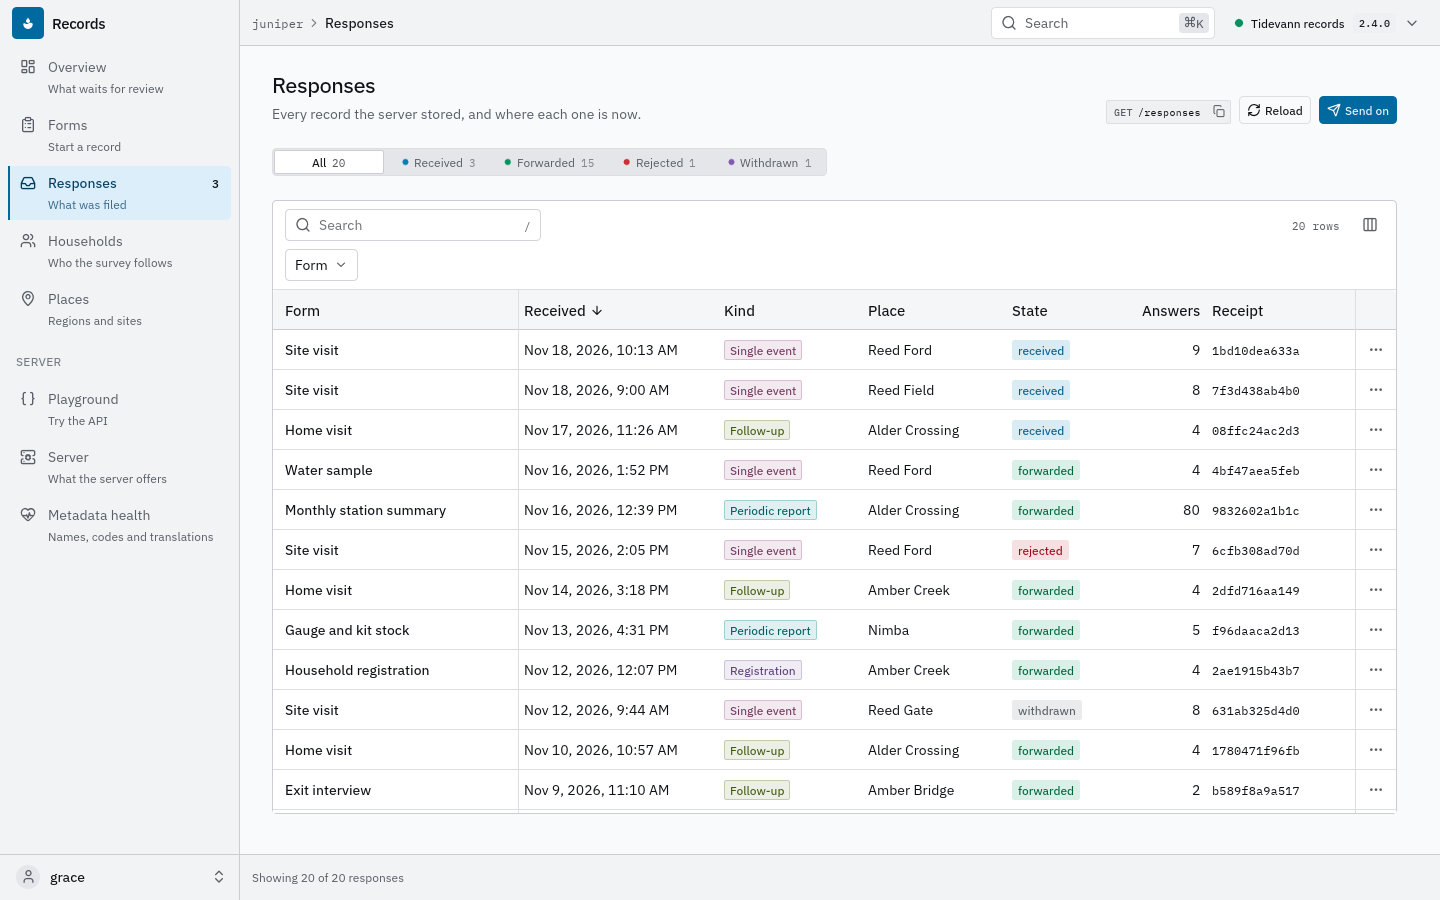 Records
Overview
What waits for review
Forms
Start a record
Responses 3
What was filed
Households
Who the survey follows
Places
Regions and sites
SERVER
Playground
Try the API
Server
What the server offers
Metadata health
Names, codes and translations
grace
juniper > Responses
Search ⌘K
Tidevann records 2.4.0
Responses
Every record the server stored, and where each one is now.
GET /responses
Reload
Send on
All 20 Received 3 Forwarded 15 Rejected 1 Withdrawn 1
Search /
20 rows
Form
Form Received ↓ Kind Place State Answers Receipt
Site visit Nov 18, 2026, 10:13 AM Single event Reed Ford received 9 1bd10dea633a
Site visit Nov 18, 2026, 9:00 AM Single event Reed Field received 8 7f3d438ab4b0
Home visit Nov 17, 2026, 11:26 AM Follow-up Alder Crossing received 4 08ffc24ac2d3
Water sample Nov 16, 2026, 1:52 PM Single event Reed Ford forwarded 4 4bf47aea5feb
Monthly station summary Nov 16, 2026, 12:39 PM Periodic report Alder Crossing forwarded 80 9832602a1b1c
Site visit Nov 15, 2026, 2:05 PM Single event Reed Ford rejected 7 6cfb308ad70d
Home visit Nov 14, 2026, 3:18 PM Follow-up Amber Creek forwarded 4 2dfd716aa149
Gauge and kit stock Nov 13, 2026, 4:31 PM Periodic report Nimba forwarded 5 f96daaca2d13
Household registration Nov 12, 2026, 12:07 PM Registration Amber Creek forwarded 4 2ae1915b43b7
Site visit Nov 12, 2026, 9:44 AM Single event Reed Gate withdrawn 8 631ab325d4d0
Home visit Nov 10, 2026, 10:57 AM Follow-up Alder Crossing forwarded 4 1780471f96fb
Exit interview Nov 9, 2026, 11:10 AM Follow-up Amber Bridge forwarded 2 b589f8a9a517
Showing 20 of 20 responses